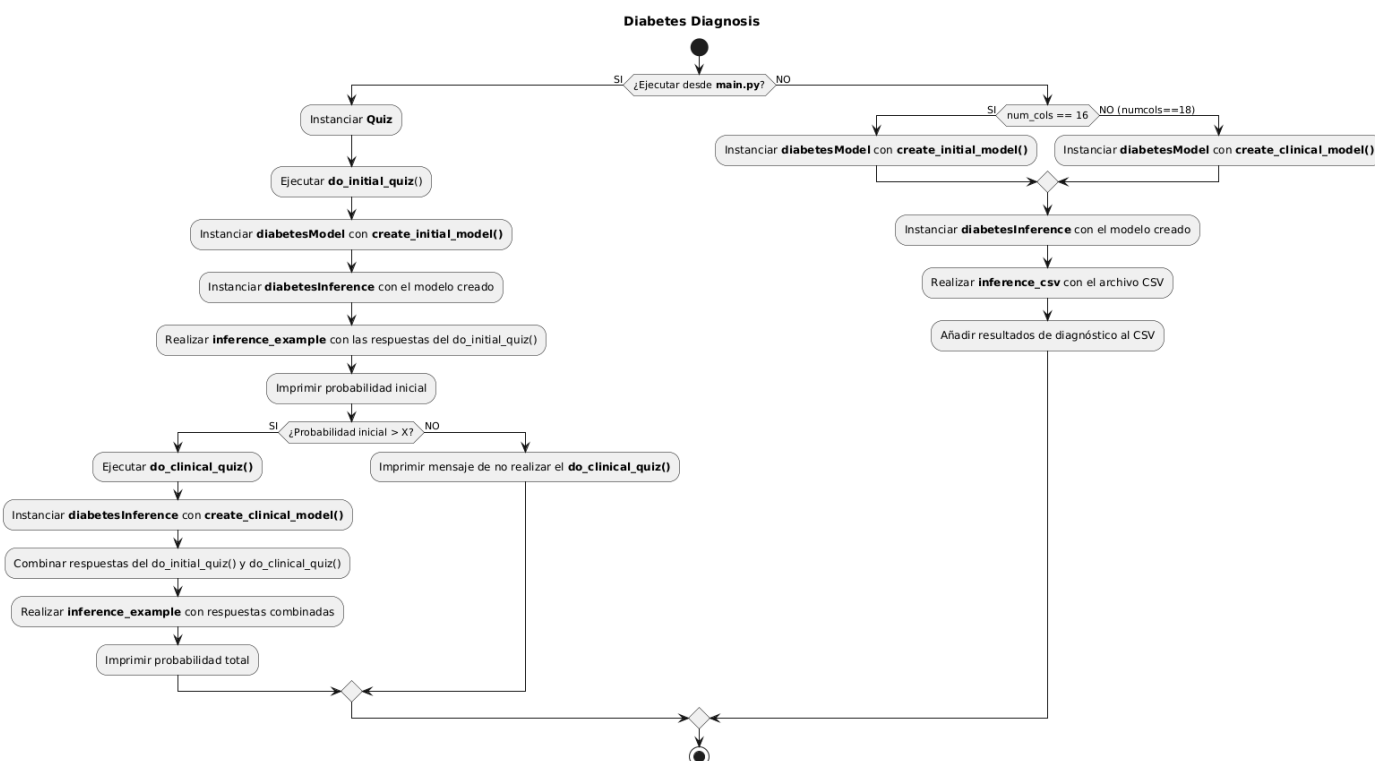 Diabetes Diagnosis
¿Ejecutar desde main.py?
SI
NO
Instanciar Quiz
Ejecutar do_initial_quiz()
Instanciar diabetesModel con create_initial_model()
Instanciar diabetesInference con el modelo creado
Realizar inference_example con las respuestas del do_initial_quiz()
Imprimir probabilidad inicial
¿Probabilidad inicial > X?
SI
NO
Ejecutar do_clinical_quiz()
Instanciar diabetesInference con create_clinical_model()
Combinar respuestas del do_initial_quiz() y do_clinical_quiz()
Realizar inference_example con respuestas combinadas
Imprimir probabilidad total
Imprimir mensaje de no realizar el do_clinical_quiz()
num_cols == 16
SI
NO (numcols==18)
Instanciar diabetesModel con create_initial_model()
Instanciar diabetesModel con create_clinical_model()
Instanciar diabetesInference con el modelo creado
Realizar inference_csv con el archivo CSV
Añadir resultados de diagnóstico al CSV